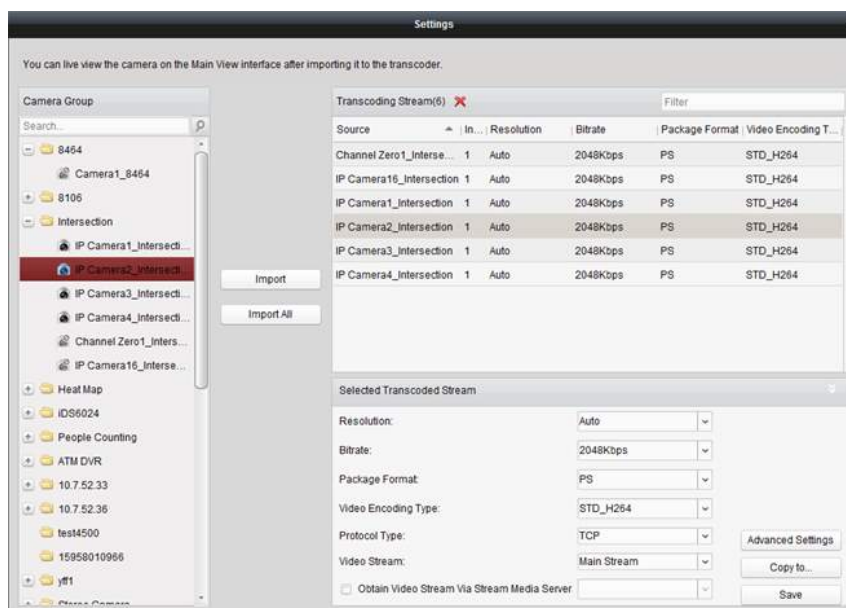 Settings
You can live view the camera on the Main View interface after importing it to the transcoder.
Camera Group
Search...
8464
Camera1_8464
8106
Intersection
IP Camera1_Intersecti...
IP Camera2_Intersecti...
IP Camera3_Intersecti...
IP Camera4_Intersecti...
Channel Zero1_Inters...
IP Camera16_Interse...
Heat Map
iDS6024
People Counting
ATM DVR
10.7.52.33
10.7.52.36
test4500
15958010966
yff1
Stereo Camera
Import
Import All
Transcoding Stream(6) Filter
Source In... Resolution Bitrate Package Format Video Encoding T...
Channel Zero1_Interse... 1 Auto 2048Kbps PS STD_H264
IP Camera16_Intersection 1 Auto 2048Kbps PS STD_H264
IP Camera1_Intersection 1 Auto 2048Kbps PS STD_H264
IP Camera2_Intersection 1 Auto 2048Kbps PS STD_H264
IP Camera3_Intersection 1 Auto 2048Kbps PS STD_H264
IP Camera4_Intersection 1 Auto 2048Kbps PS STD_H264
Selected Transcoded Stream
Resolution: Auto
Bitrate: 2048Kbps
Package Format: PS
Video Encoding Type: STD_H264
Protocol Type: TCP
Video Stream: Main Stream
Obtain Video Stream Via Stream Media Server
Advanced Settings
Copy to...
Save